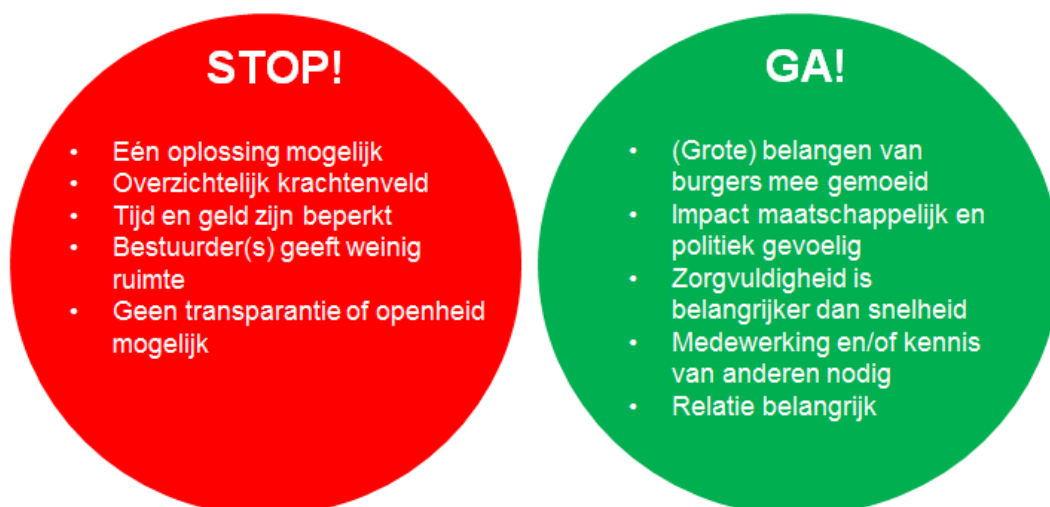 STOP!
• Eén oplossing mogelijk
• Overzichtelijk krachtenveld
• Tijd en geld zijn beperkt
• Bestuurder(s) geeft weinig
ruimte
• Geen transparantie of openheid
mogelijk
GA!
• (Grote) belangen van
burgers mee gemoeid
• Impact maatschappelijk en
politiek gevoelig
• Zorgvuldigheid is
belangrijker dan snelheid
• Medewerking en/of kennis
van anderen nodig
• Relatie belangrijk